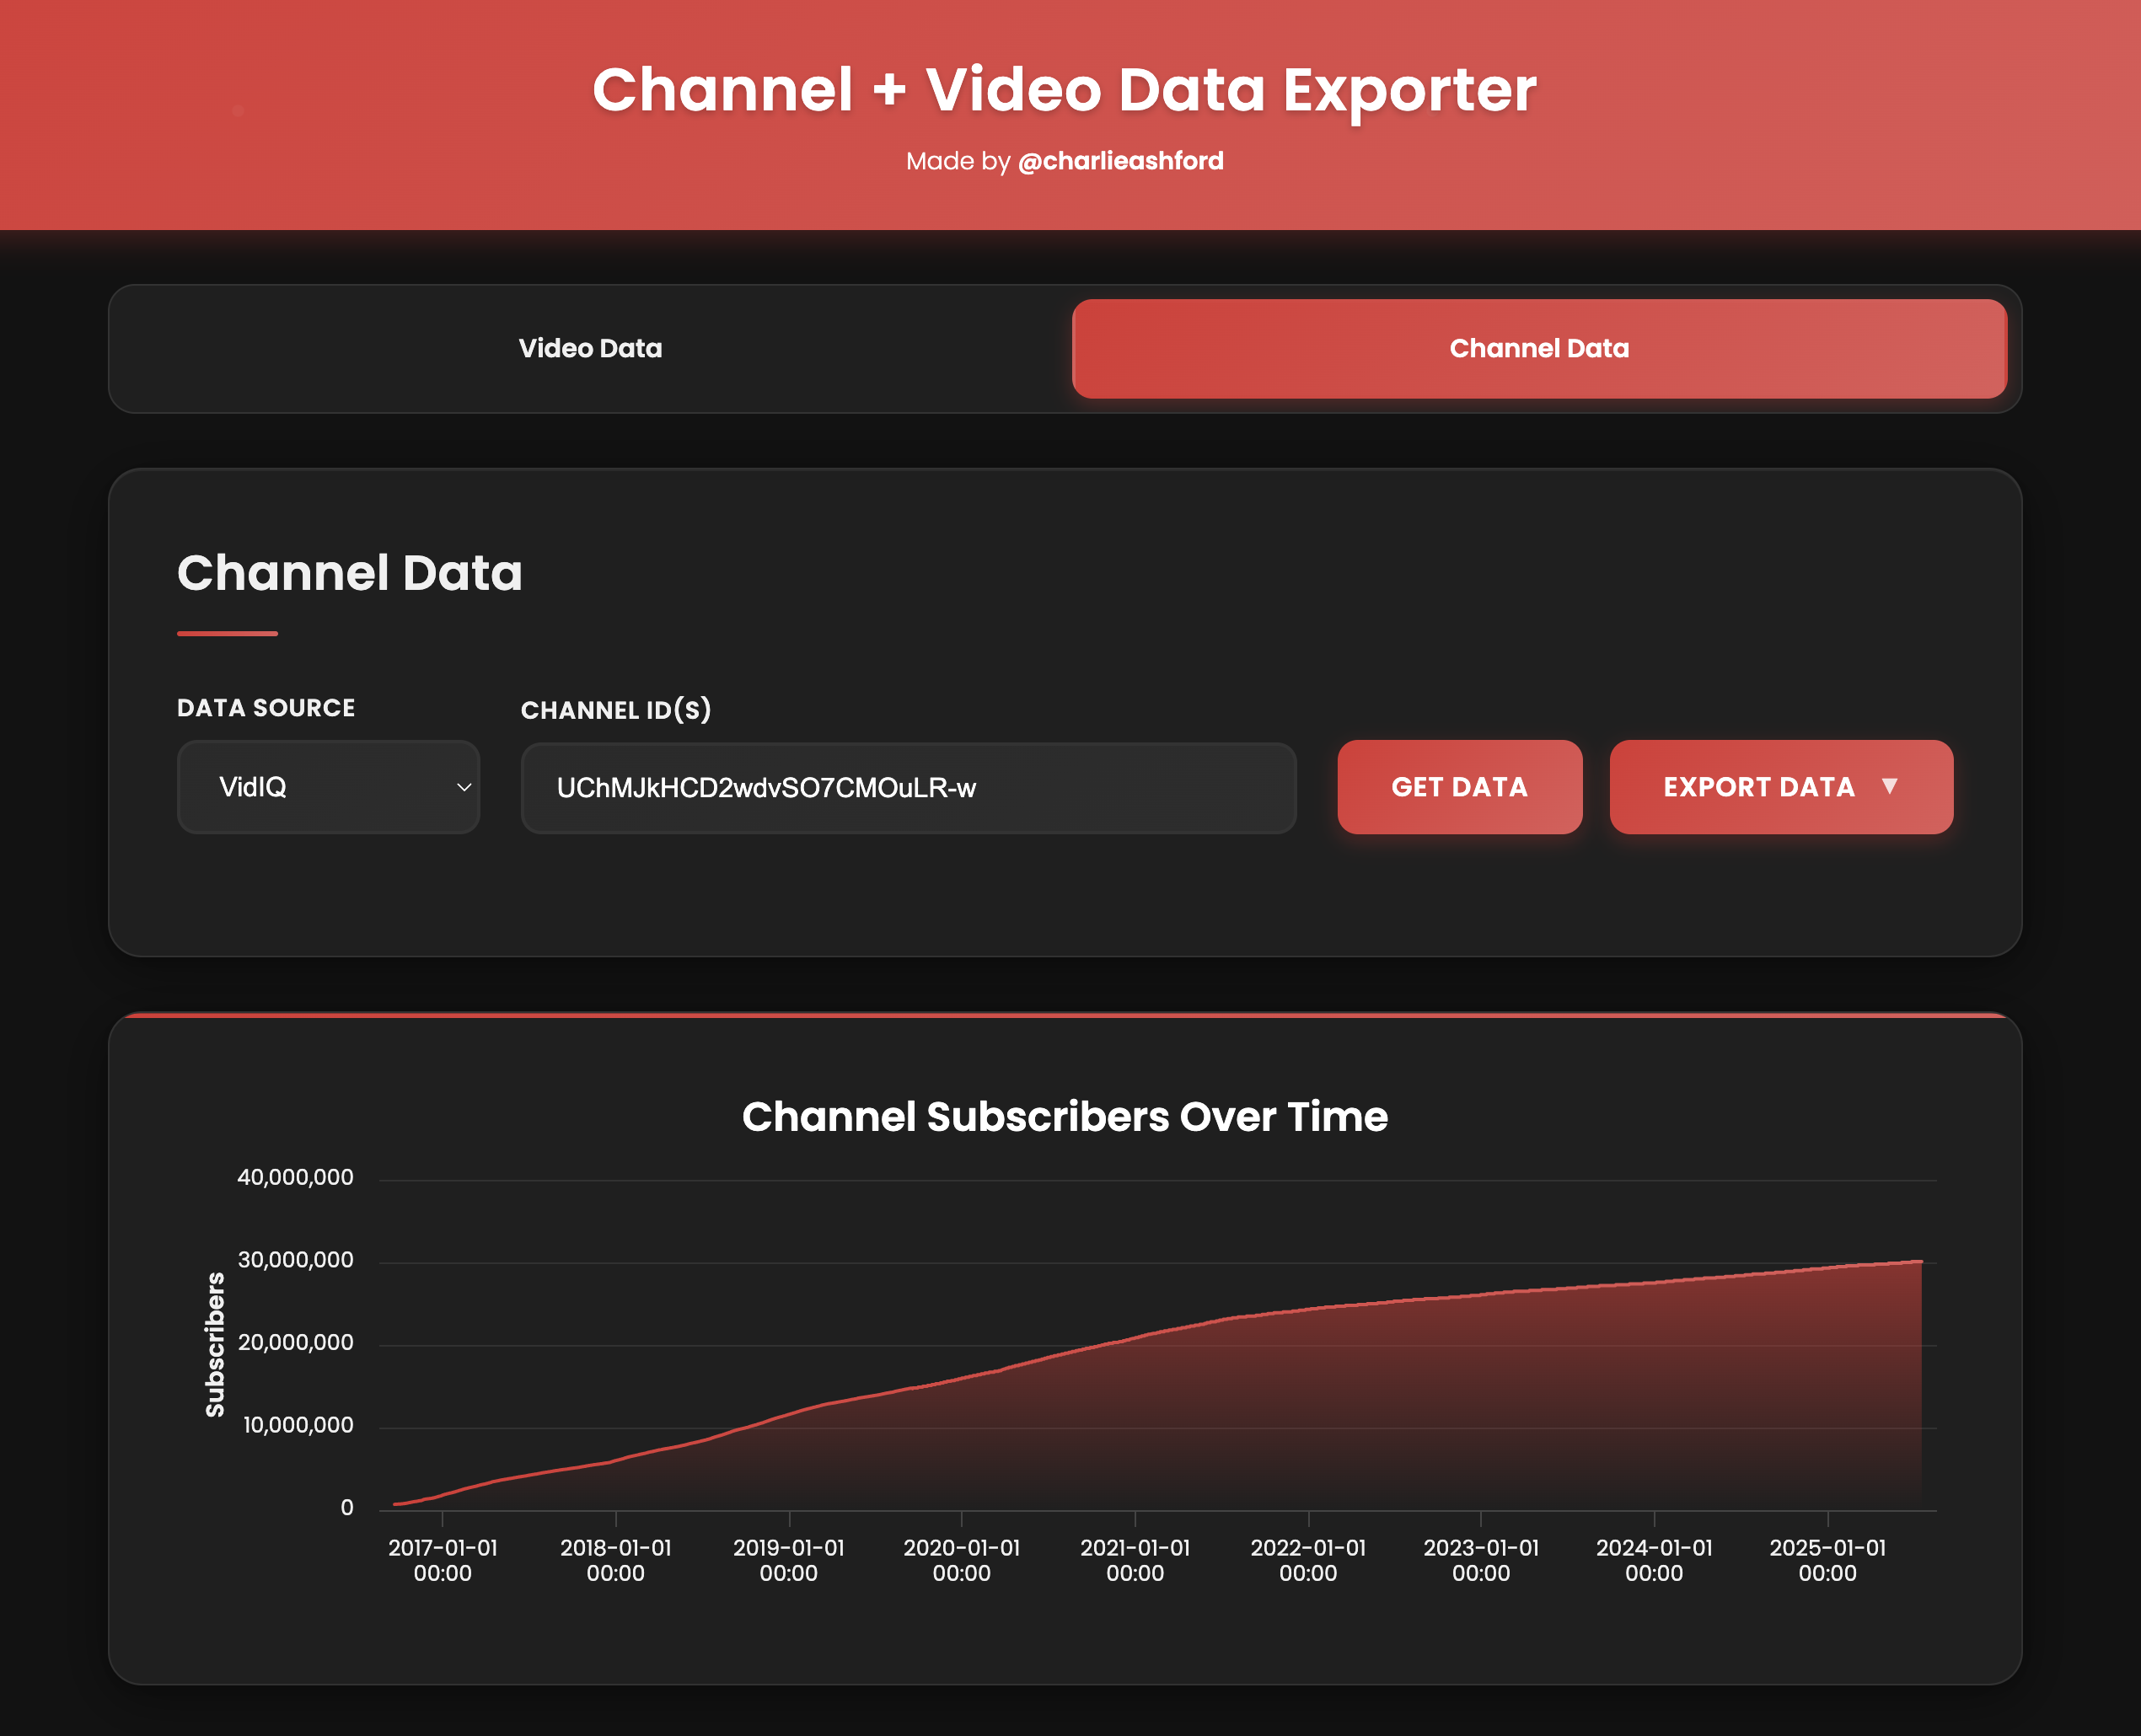 Channel + Video Data Exporter
Made by @charlieashford
Video Data
Channel Data
Channel Data
DATA SOURCE
CHANNEL ID(S)
VidIQ
UChMJkHCD2wdvSO7CMOuLR-w
GET DATA
EXPORT DATA ▼
Channel Subscribers Over Time
Subscribers
40,000,000
30,000,000
20,000,000
10,000,000
0
2017-01-01 00:00
2018-01-01 00:00
2019-01-01 00:00
2020-01-01 00:00
2021-01-01 00:00
2022-01-01 00:00
2023-01-01 00:00
2024-01-01 00:00
2025-01-01 00:00